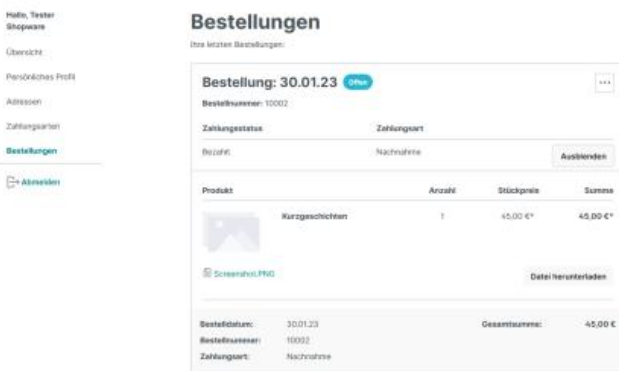 Hallo, Tester
Shopware
Übersicht
Persönliches Profil
Adressen
Zahlungsarten
Bestellungen
Abmelden
Bestellungen
Ihre letzten Bestellungen:
Bestellung: 30.01.23 Offen
Bestellnummer: 10002
Zahlungsstatus Zahlungsart
Bezahlt Nachnahme
Ausblenden
Produkt Anzahl Stückpreis Summe
Kurzgeschichten 1 45,00 €* 45,00 €*
Screenshot.PNG Datei herunterladen
Bestelldatum: 30.01.23 Gesamtsumme: 45,00 €
Bestellnummer: 10002
Zahlungsart: Nachnahme